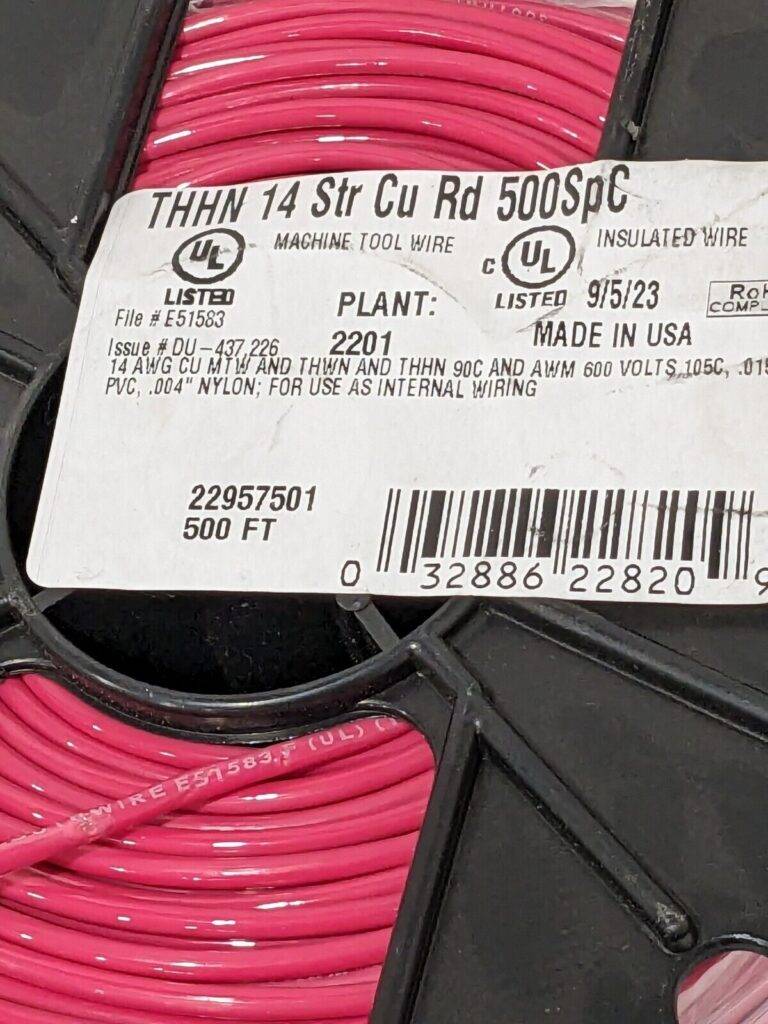 THHN 14 Str Cu Rd 500SpC
UL MACHINE TOOL WIRE c UL INSULATED WIRE
LISTED PLANT: LISTED 9/5/23
File # E51583 2201 MADE IN USA
Issue # DU-437,226
14 AWG CU MTW AND THWN AND THHN 90C AND AWM 600 VOLTS 105C,
PVC, .004" NYLON; FOR USE AS INTERNAL WIRING
22957501
500 FT
0 32886 22820 9
WIRE E51583 F (UL)